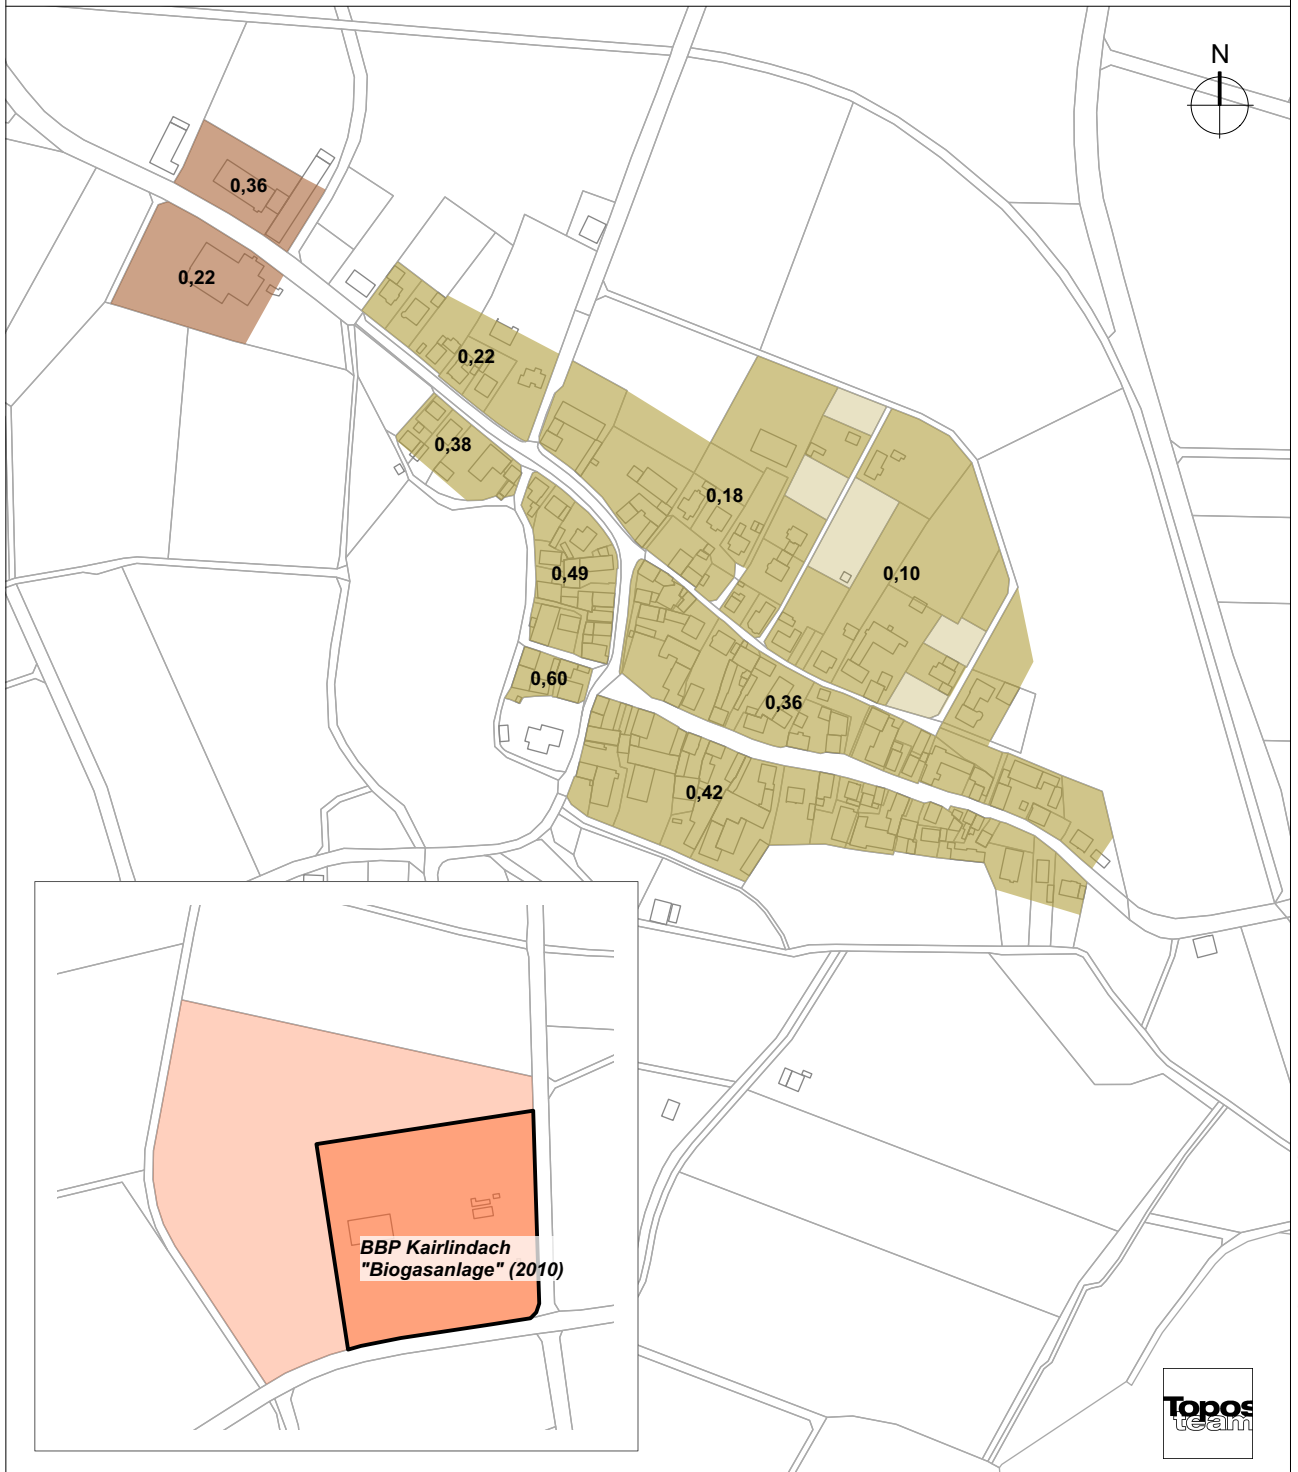 N
0,36
0,22
0,22
0,38
0,18
0,49
0,10
0,60
0,36
0,42
BBP Kairlindach
"Biogasanlage" (2010)
Topos
team